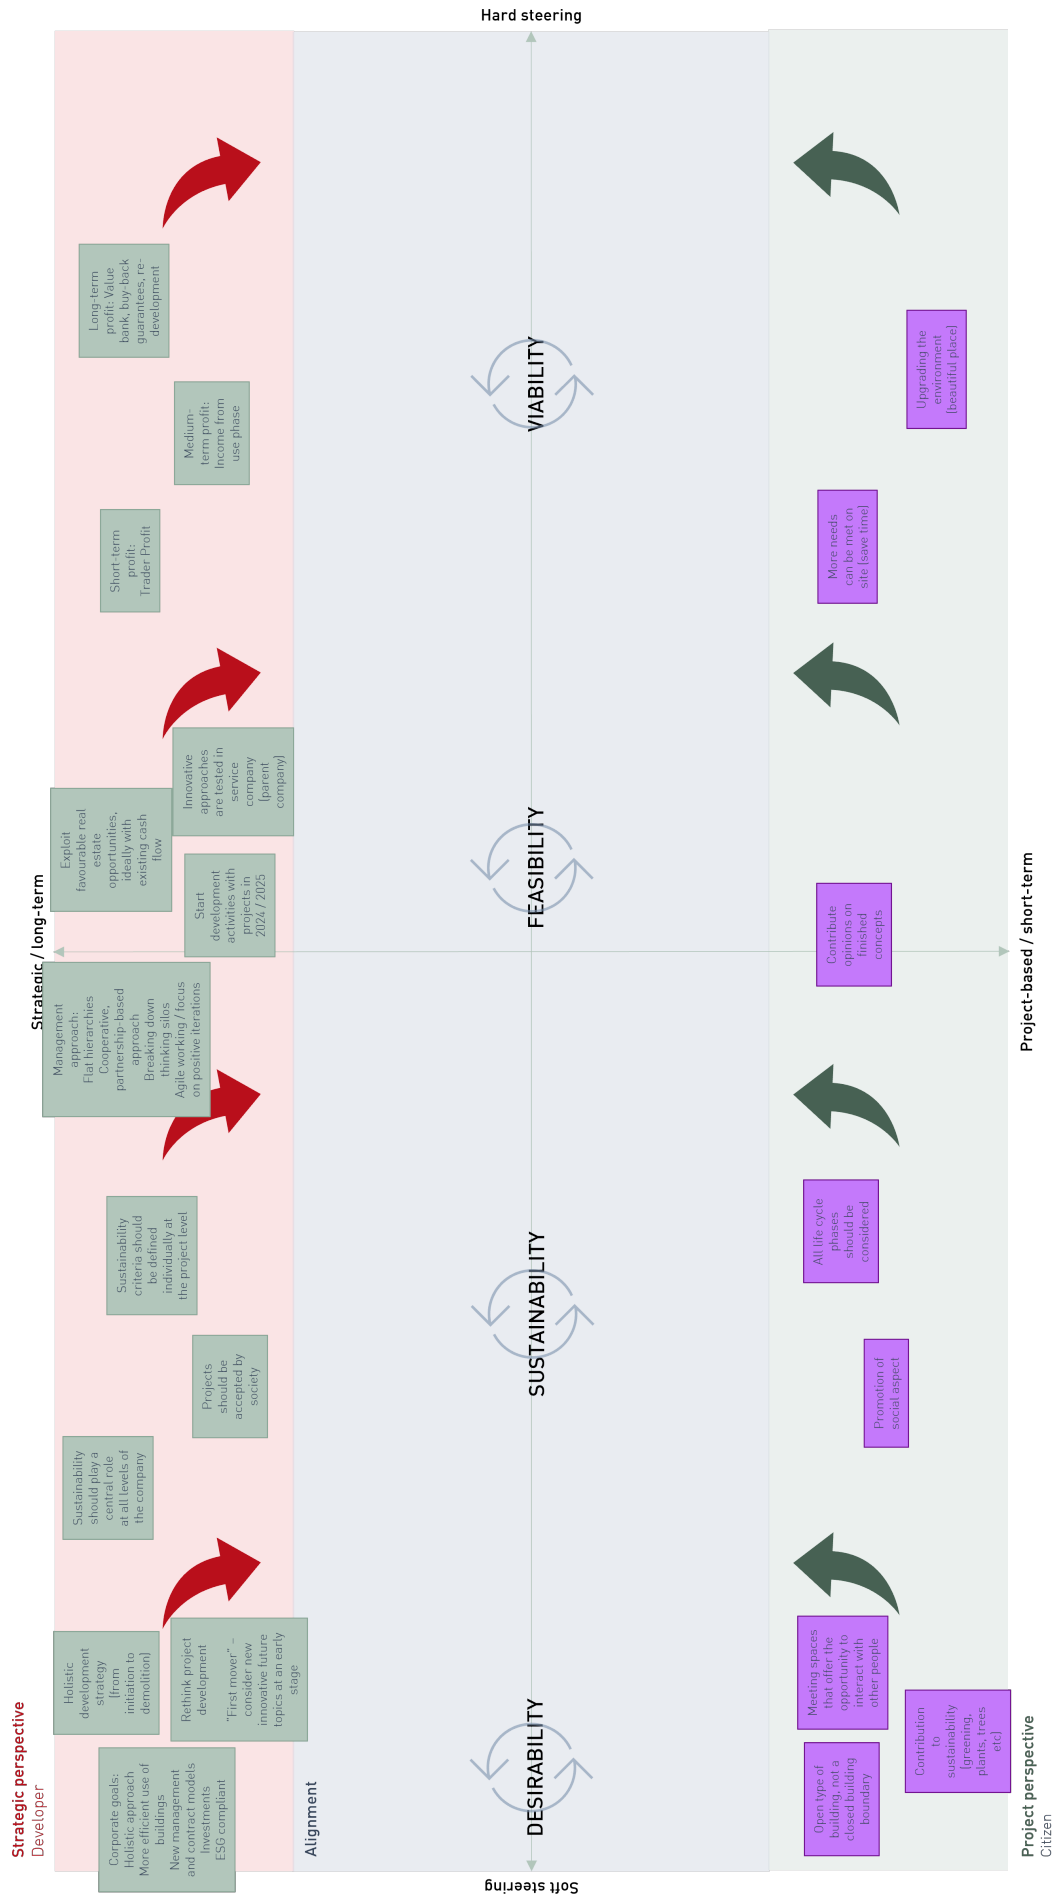 Hard steering
Strategic perspective
Developer
Strategic / long-term
Corporate goals:
Holistic approach
More efficient use of
buildings
New management
and contract models
Investments
ESG compliant
Holistic
development
strategy
(from
initiation to
demolition)
Rethink project
development
"First mover" –
consider new
innovative future
topics at an early
stage
Sustainability
should play a
central role
at all levels of
the company
Projects
should be
accepted by
society
Sustainability
criteria should
be defined
individually at
the project level
Management
approach:
Flat hierarchies
Cooperative,
partnership-based
approach
Breaking down
thinking silos
Agile working / focus
on positive iterations
Start
development
activities with
projects in
2024 / 2025
Exploit
favourable real
estate
opportunities,
ideally with
existing cash
flow
Innovative
approaches
are tested in
service
company
(parent
company)
Short-term
profit:
Trader Profit
Medium-
term profit:
Income from
use phase
Long-term
profit: Value
bank, buy-back
guarantees, re-
development
Alignment
DESIRABILITY
SUSTAINABILITY
FEASIBILITY
VIABILITY
Open type of
building, not a
closed building
boundary
Meeting spaces
that offer the
opportunity to
interact with
other people
Contribution
to
sustainability
(greening,
plants, trees
etc)
Promotion of
social aspect
All life cycle
phases
should be
considered
Contribute
opinions on
finished
concepts
More needs
can be met on
site (save time)
Upgrading the
environment
(beautiful place)
Project perspective
Citizen
Project-based / short-term
Soft steering